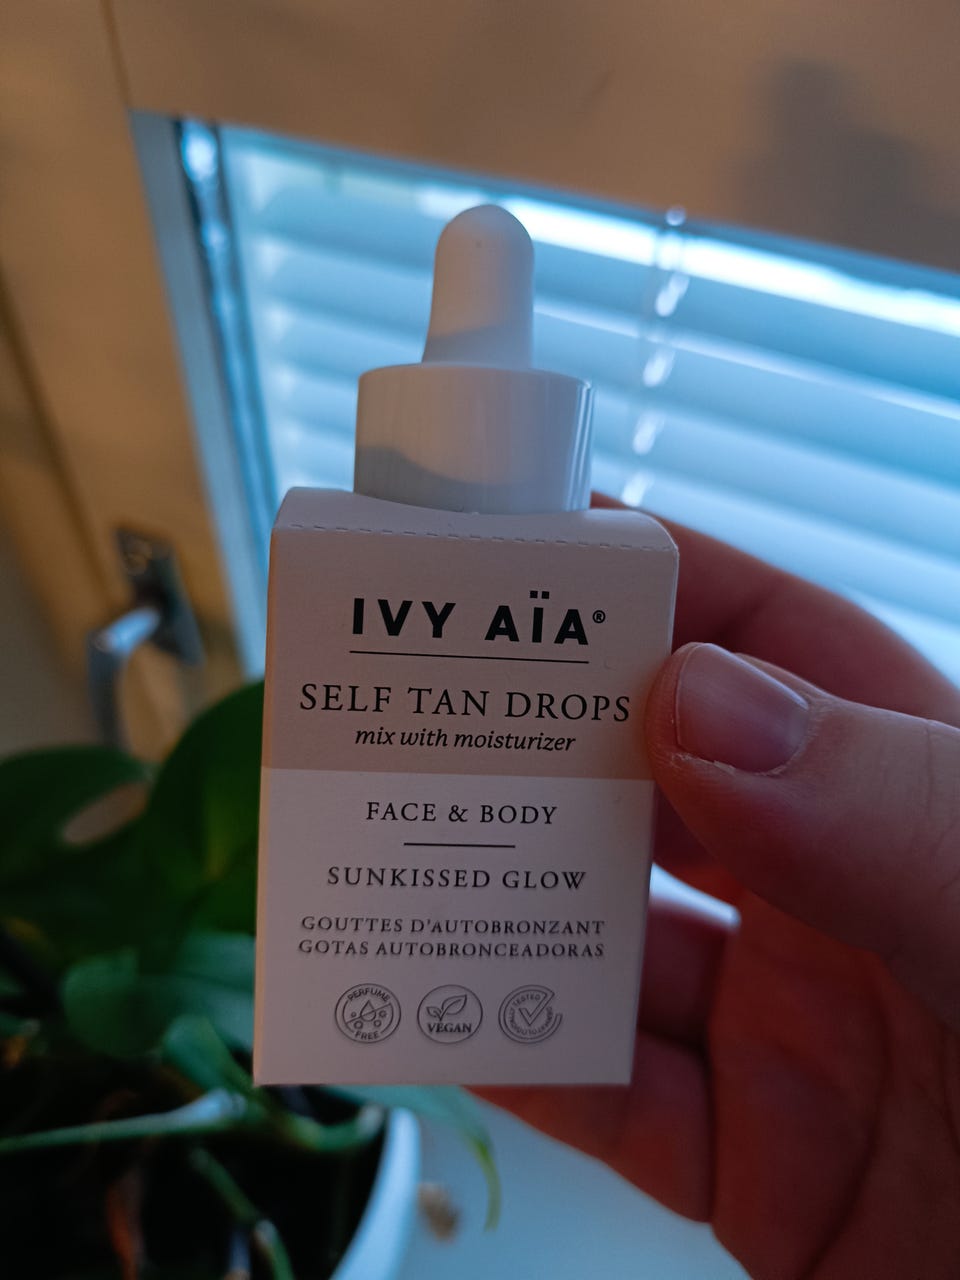 IVY AÏA®
SELF TAN DROPS
mix with moisturizer
FACE & BODY
SUNKISSED GLOW
GOUTTES D'AUTOBRONZANT
GOTAS AUTOBRONCEADORAS
PERFUME
FREE
VEGAN
TESTED